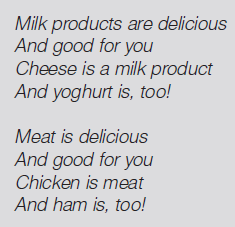 Milk products are delicious
And good for you
Cheese is a milk product
And yoghurt is, too!

Meat is delicious
And good for you
Chicken is meat
And ham is, too!